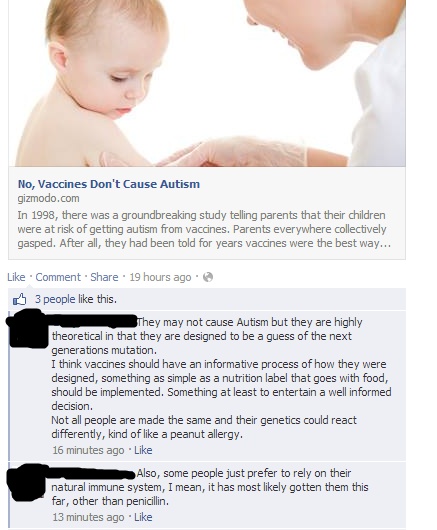 No, Vaccines Don't Cause Autism
gizmodo.com
In 1998, there was a groundbreaking study telling parents that their children
were at risk of getting autism from vaccines. Parents everywhere collectively
gasped. After all, they had been told for years vaccines were the best way...
Like · Comment · Share · 19 hours ago ·
3 people like this.
They may not cause Autism but they are highly
theoretical in that they are designed to be a guess of the next
generations mutation.
I think vaccines should have an informative process of how they were
designed, something as simple as a nutrition label that goes with food,
should be implemented. Something at least to entertain a well informed
decision.
Not all people are made the same and their genetics could react
differently, kind of like a peanut allergy.
16 minutes ago · Like
Also, some people just prefer to rely on their
natural immune system, I mean, it has most likely gotten them this
far, other than penicillin.
13 minutes ago · Like